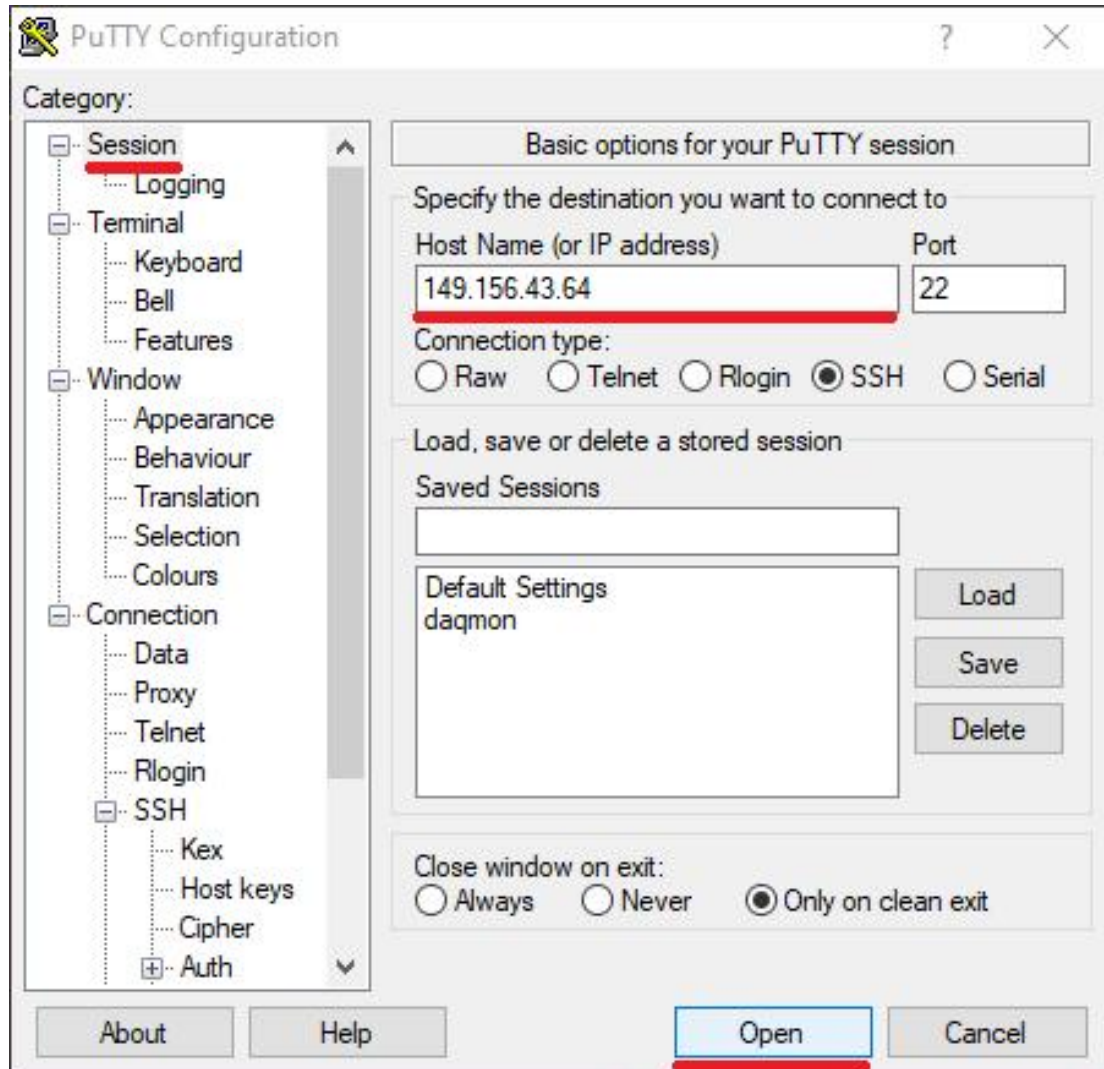 PuTTY Configuration
?
Category:
Session
Logging
Terminal
Keyboard
Bell
Features
Window
Appearance
Behaviour
Translation
Selection
Colours
Connection
Data
Proxy
Telnet
Rlogin
SSH
Kex
Host keys
Cipher
Auth
Basic options for your PuTTY session
Specify the destination you want to connect to
Host Name (or IP address) Port
149.156.43.64 22
Connection type:
Raw Telnet Rlogin SSH Serial
Load, save or delete a stored session
Saved Sessions
Default Settings
daqmon
Load
Save
Delete
Close window on exit:
Always Never Only on clean exit
About Help Open Cancel